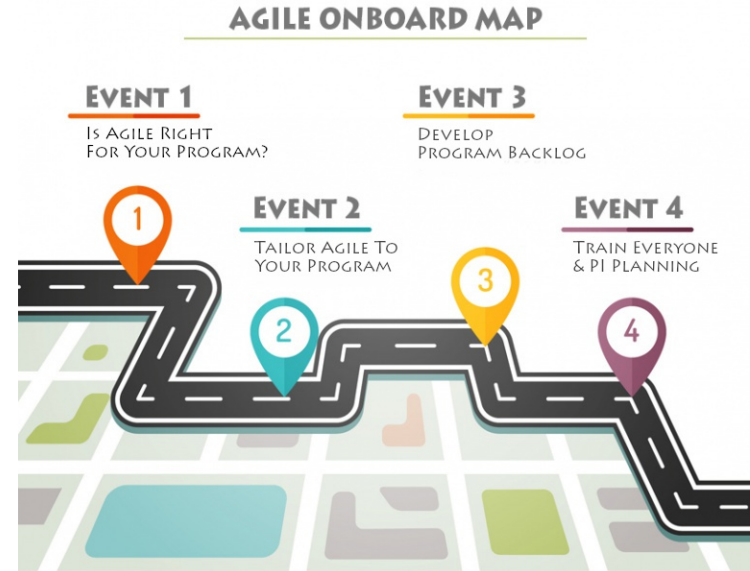 AGILE ONBOARD MAP
EVENT 1
IS AGILE RIGHT
FOR YOUR PROGRAM?
EVENT 3
DEVELOP
PROGRAM BACKLOG
EVENT 2
TAILOR AGILE TO
YOUR PROGRAM
EVENT 4
TRAIN EVERYONE
& PI PLANNING
1
2
3
4